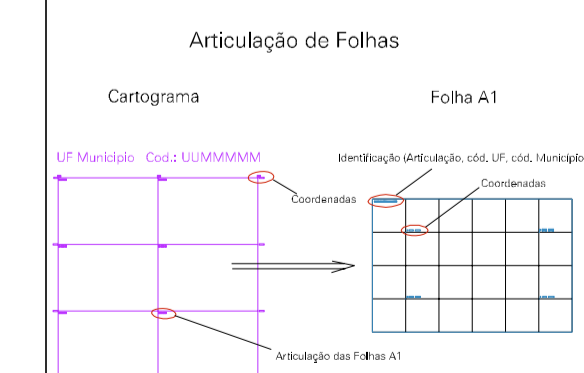 Articulação de Folhas
Cartograma
Folha A1
UF Municipio Cod.: UUMMMMM
Identificação (Articulação, cód. UF, cód. Município
Coordenadas
Coordenadas
Articulação das Folhas A1